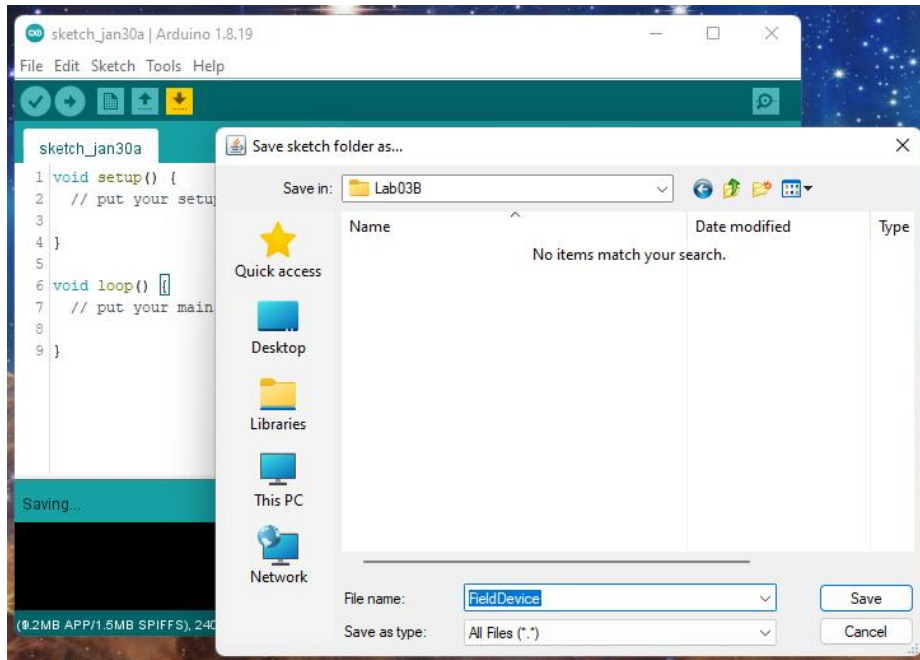 sketch_jan30a | Arduino 1.8.19
File Edit Sketch Tools Help
sketch_jan30a
1 void setup() {
2 // put your setu
3
4 }
5
6 void loop() {
7 // put your main
8
9 }
Saving...
2MB APP/1.5MB SPIFFS), 240
Save sketch folder as...
Save in: Lab03B
Name Date modified Type
No items match your search.
Quick access
Desktop
Libraries
This PC
Network
File name: FieldDevice Save
Save as type: All Files (*.*) Cancel